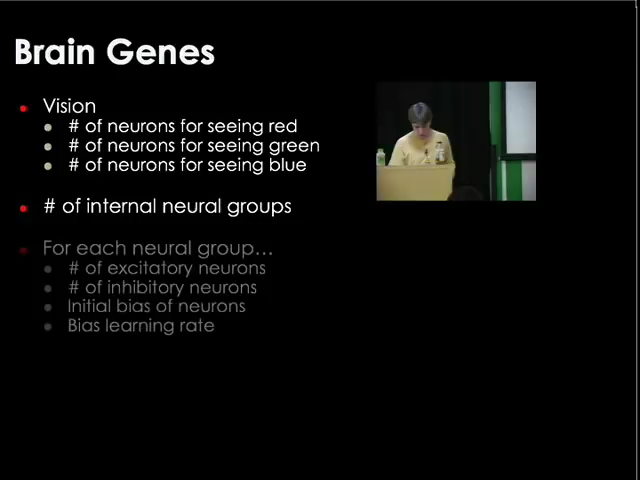 Brain Genes
Vision
# of neurons for seeing red
# of neurons for seeing green
# of neurons for seeing blue
# of internal neural groups
For each neural group…
# of excitatory neurons
# of inhibitory neurons
Initial bias of neurons
Bias learning rate